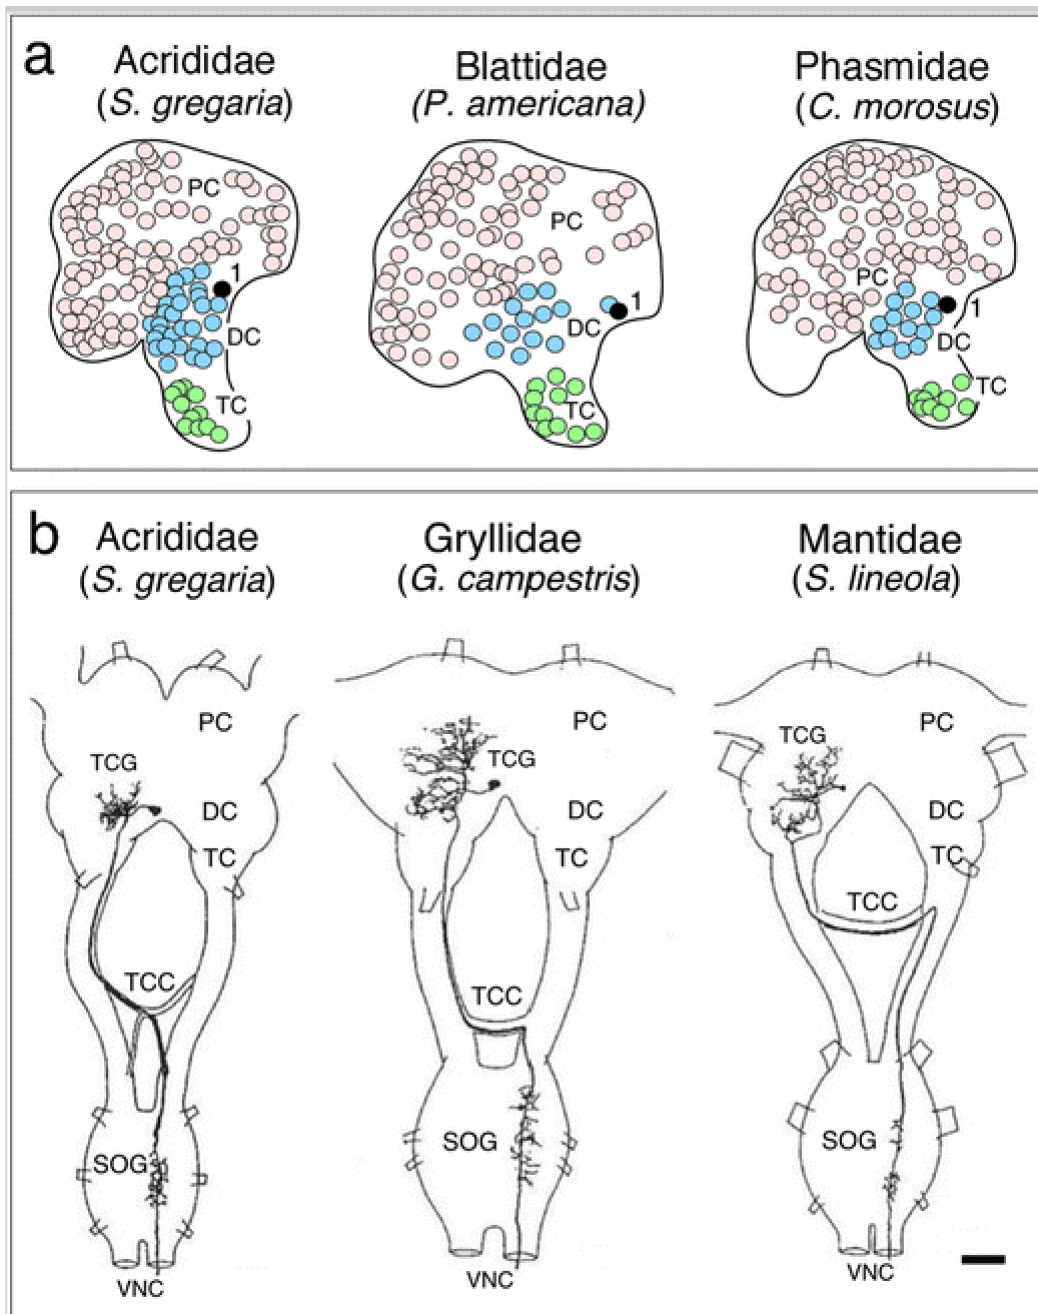 a
Acrididae
(S. gregaria)
Blattidae
(P. americana)
Phasmidae
(C. morosus)
PC
1
DC
TC
PC
1
DC
TC
PC
1
DC
TC
b
Acrididae
(S. gregaria)
Gryllidae
(G. campestris)
Mantidae
(S. lineola)
PC
TCG
DC
TC
TCC
SOG
VNC
PC
TCG
DC
TC
TCC
SOG
VNC
PC
TCG
DC
TC
TCC
SOG
VNC